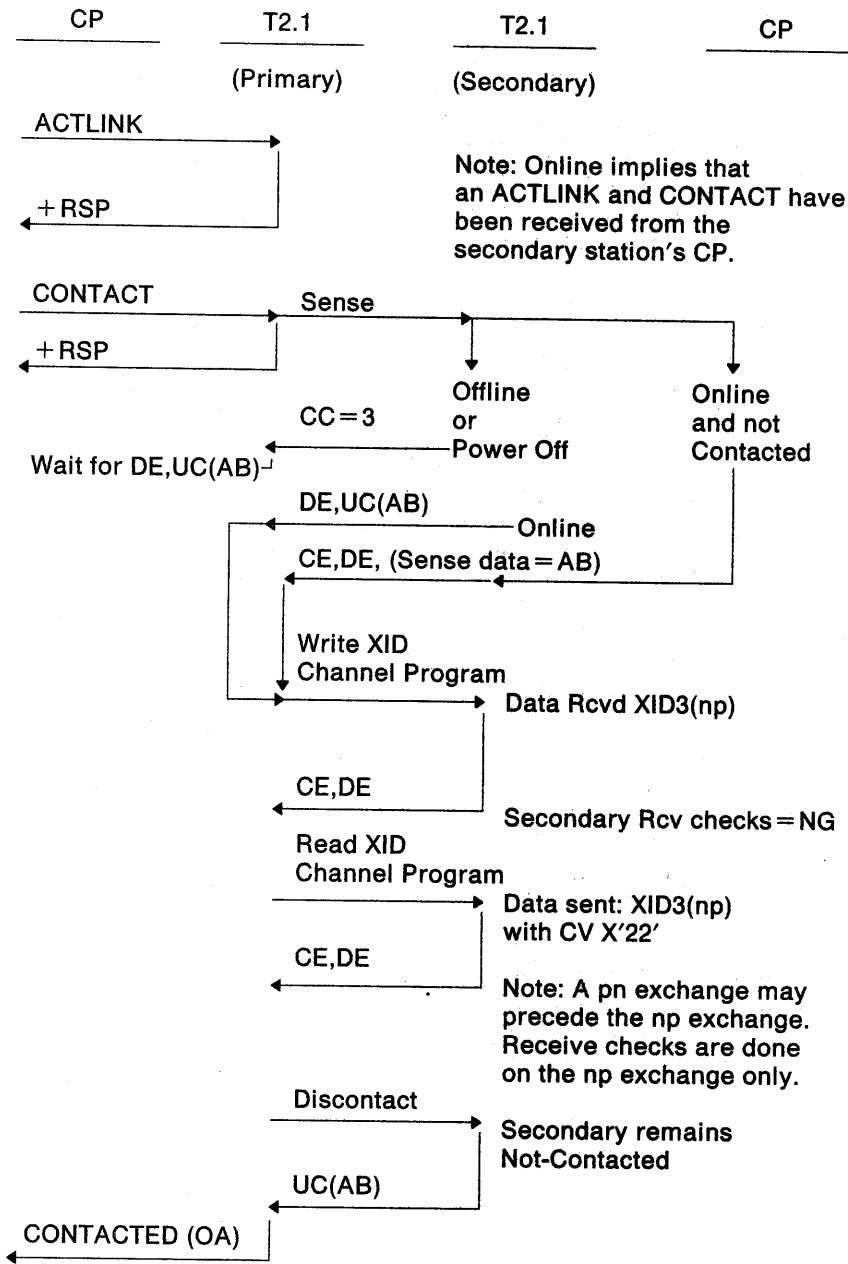 CP T2.1 T2.1 CP
(Primary) (Secondary)
ACTLINK
Note: Online implies that
an ACTLINK and CONTACT have
been received from the
secondary station's CP.
+RSP
CONTACT Sense
+RSP
Offline
or
Power Off
Online
and not
Contacted
CC=3
Wait for DE,UC(AB)
DE,UC(AB)
Online
CE,DE, (Sense data=AB)
Write XID
Channel Program
Data Rcvd XID3(np)
CE,DE
Secondary Rcv checks=NG
Read XID
Channel Program
Data sent: XID3(np)
with CV X'22'
CE,DE
Note: A pn exchange may
precede the np exchange.
Receive checks are done
on the np exchange only.
Discontact
Secondary remains
Not-Contacted
UC(AB)
CONTACTED (OA)